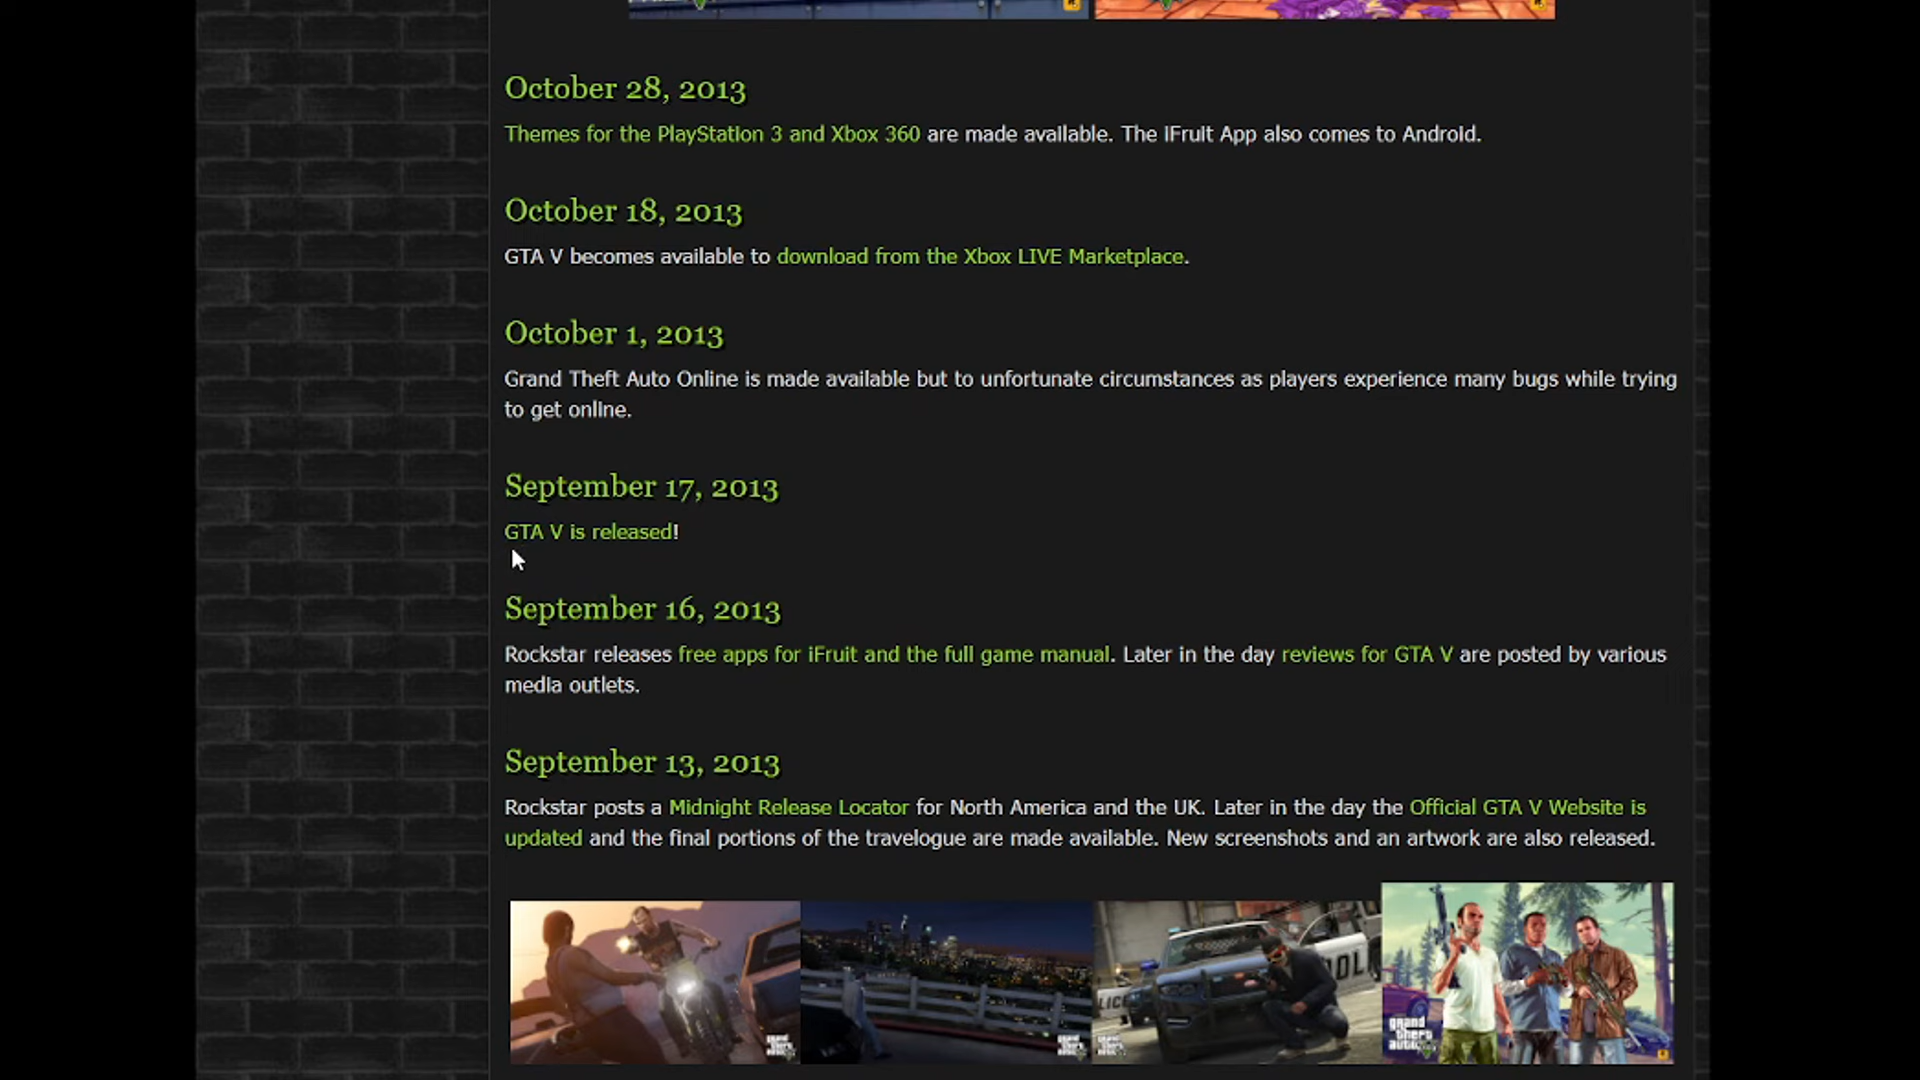 October 28, 2013
Themes for the PlayStation 3 and Xbox 360 are made available. The iFruit App also comes to Android.
October 18, 2013
GTA V becomes available to download from the Xbox LIVE Marketplace.
October 1, 2013
Grand Theft Auto Online is made available but to unfortunate circumstances as players experience many bugs while trying
to get online.
September 17, 2013
GTA V is released!
September 16, 2013
Rockstar releases free apps for iFruit and the full game manual. Later in the day reviews for GTA V are posted by various
media outlets.
September 13, 2013
Rockstar posts a Midnight Release Locator for North America and the UK. Later in the day the Official GTA V Website is
updated and the final portions of the travelogue are made available. New screenshots and an artwork are also released.
grand
theft
auto